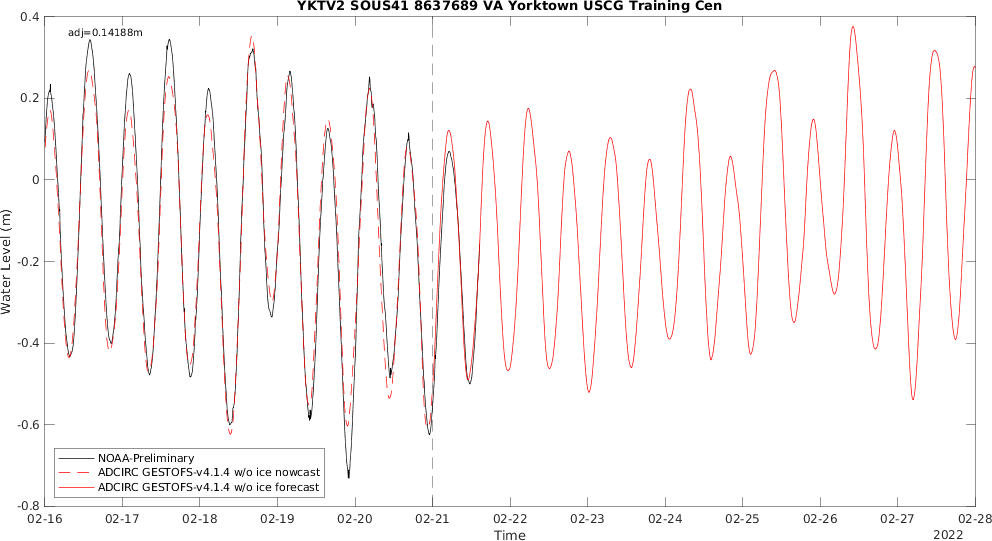 YKTV2 SOUS41 8637689 VA Yorktown USCG Training Cen
adj=0.14188m
0.4
0.2
0
-0.2
-0.4
-0.6
-0.8
Water Level (m)
NOAA-Preliminary
ADCIRC GESTOFS-v4.1.4 w/o ice nowcast
ADCIRC GESTOFS-v4.1.4 w/o ice forecast
02-16 02-17 02-18 02-19 02-20 02-21 02-22 02-23 02-24 02-25 02-26 02-27 02-28
Time
2022